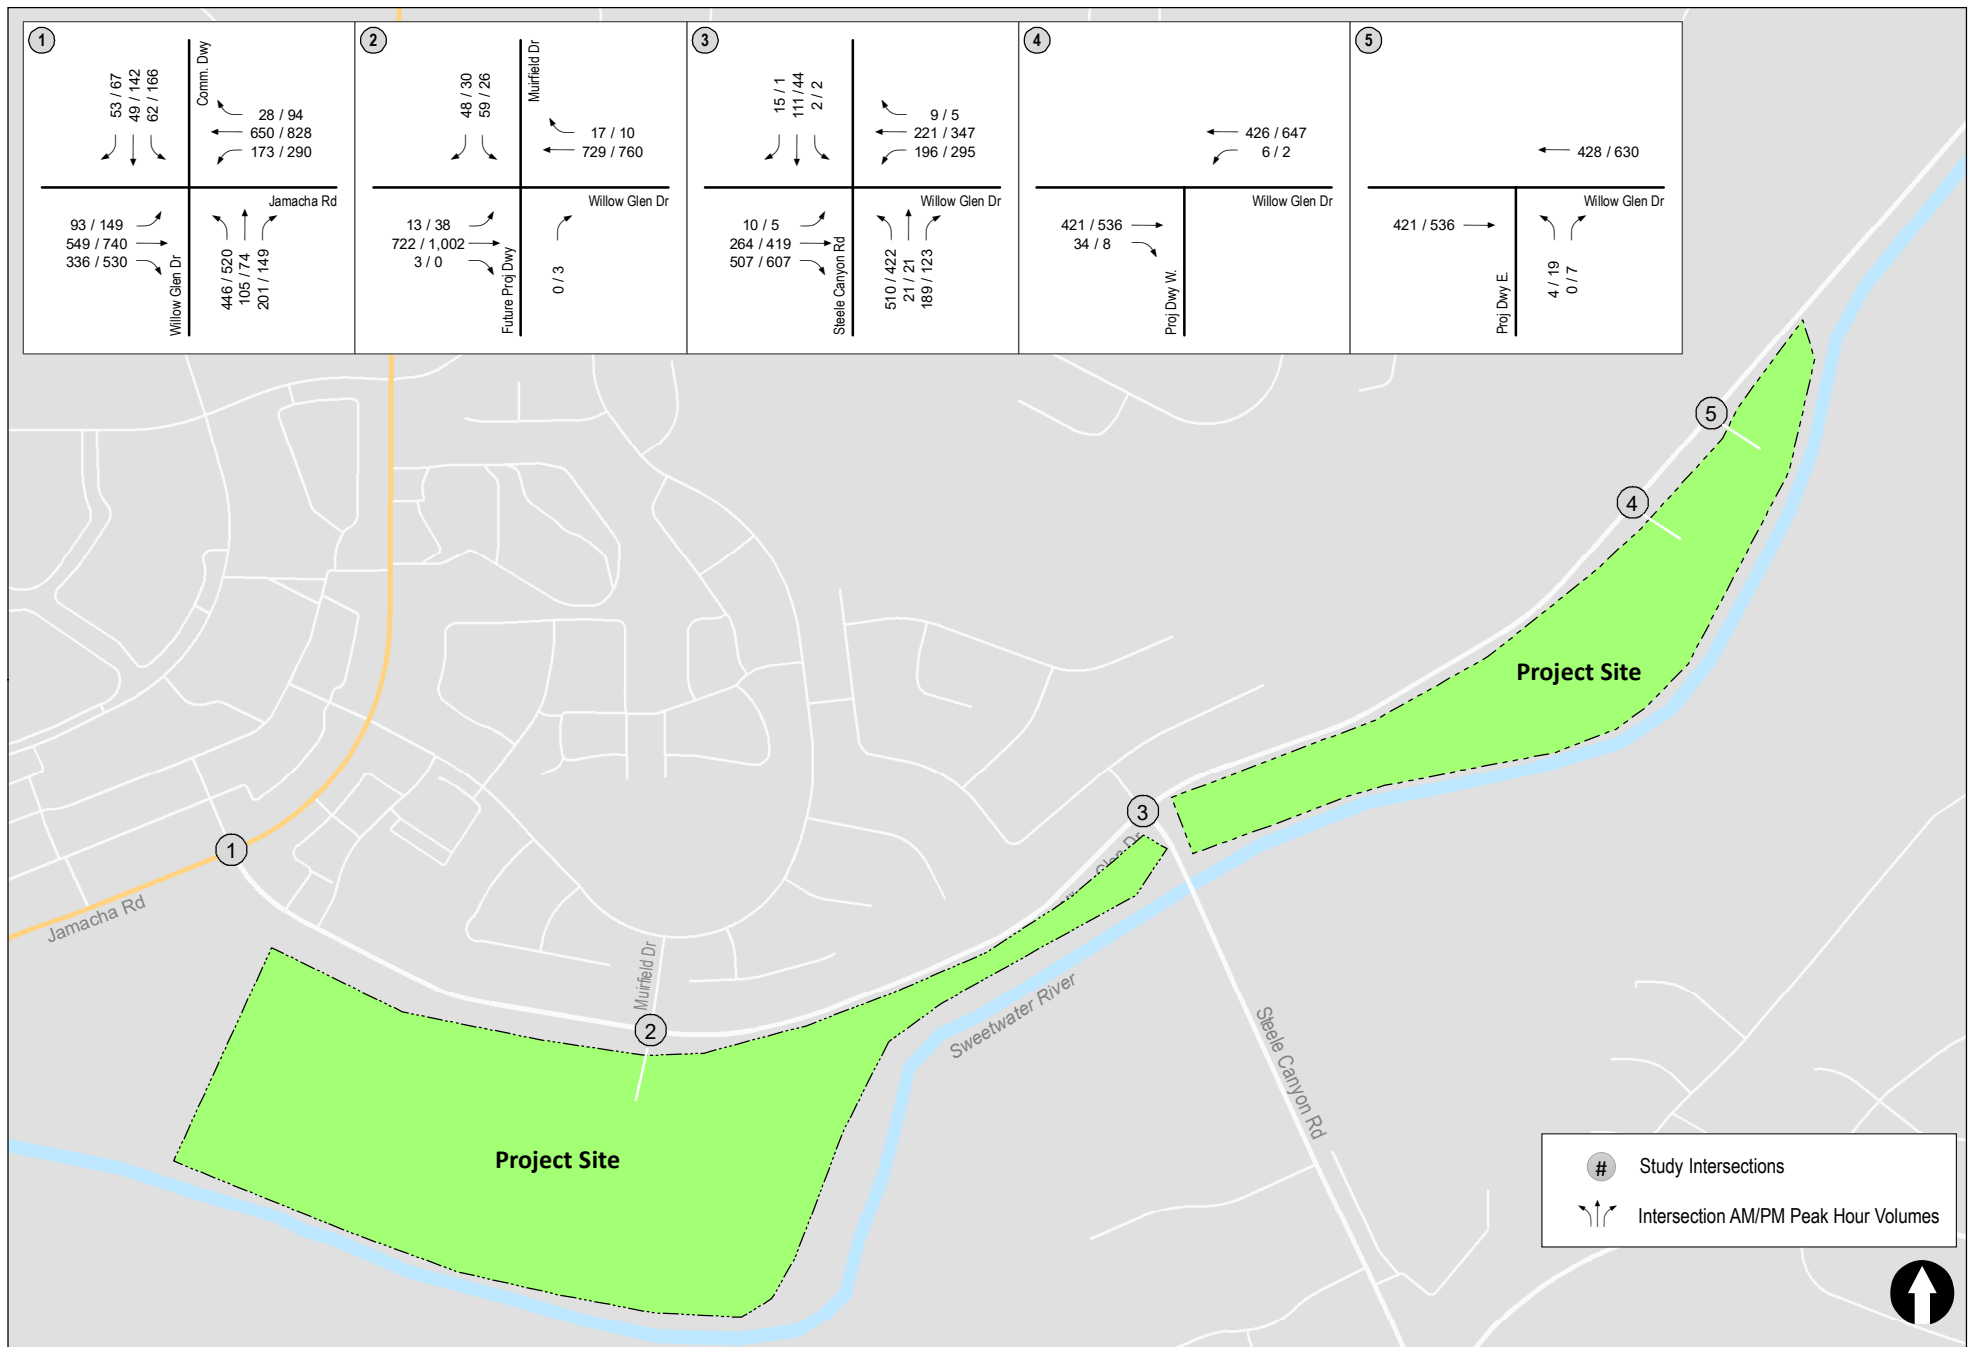 1
Comm. Dwy
53 / 67
49 / 142
62 / 166
28 / 94
650 / 828
173 / 290
Jamacha Rd
93 / 149
549 / 740
336 / 530
Willow Glen Dr
446 / 520
105 / 74
201 / 149
2
Muirfield Dr
48 / 30
59 / 26
17 / 10
729 / 760
Willow Glen Dr
13 / 38
722 / 1,002
3 / 0
Future Proj Dwy
0 / 3
3
15 / 1
111 / 44
2 / 2
9 / 5
221 / 347
196 / 295
Willow Glen Dr
10 / 5
264 / 419
507 / 607
Steele Canyon Rd
510 / 422
21 / 21
189 / 123
4
426 / 647
6 / 2
Willow Glen Dr
421 / 536
34 / 8
Proj Dwy W.
5
428 / 630
Willow Glen Dr
421 / 536
Proj Dwy E.
4 / 19
0 / 7
5
4
Project Site
3
Glen Dr
1
Jamacha Rd
Muirfield Dr
2
Sweetwater River
Steele Canyon Rd
Project Site
# Study Intersections
Intersection AM/PM Peak Hour Volumes